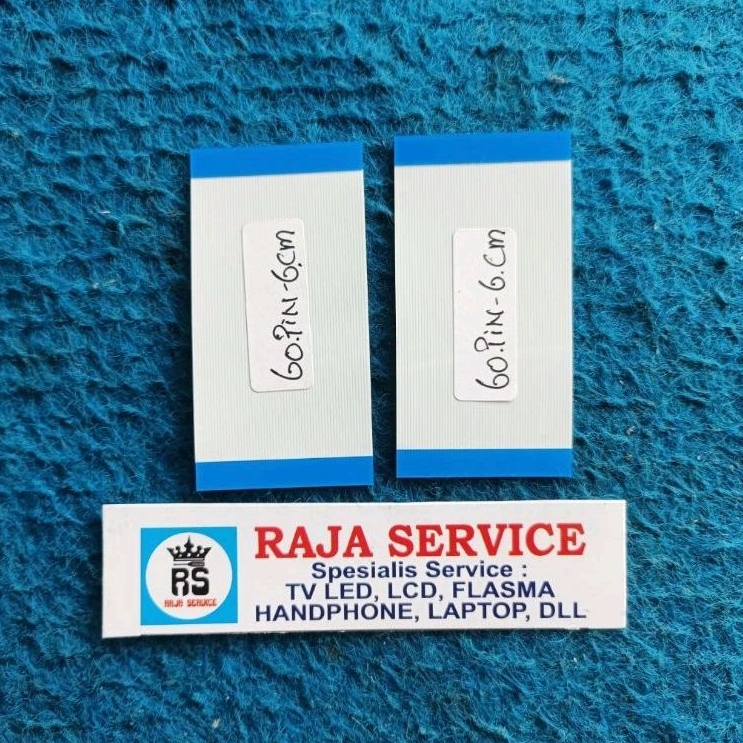 60.PiN-6.Cm
60.PiN-6.Cm
RAJA SERVICE
Spesialis Service :
TV LED, LCD, FLASMA
HANDPHONE, LAPTOP, DLL
RS
RAJA SERVICE